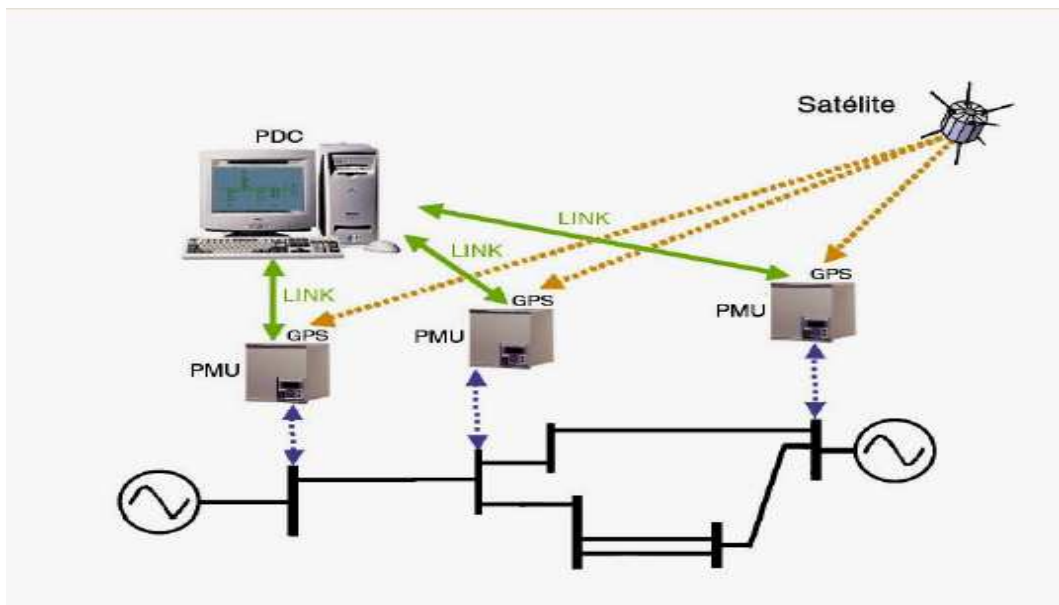 Satélite
PDC
LINK
LINK
LINK
GPS
GPS
GPS
PMU
PMU
PMU